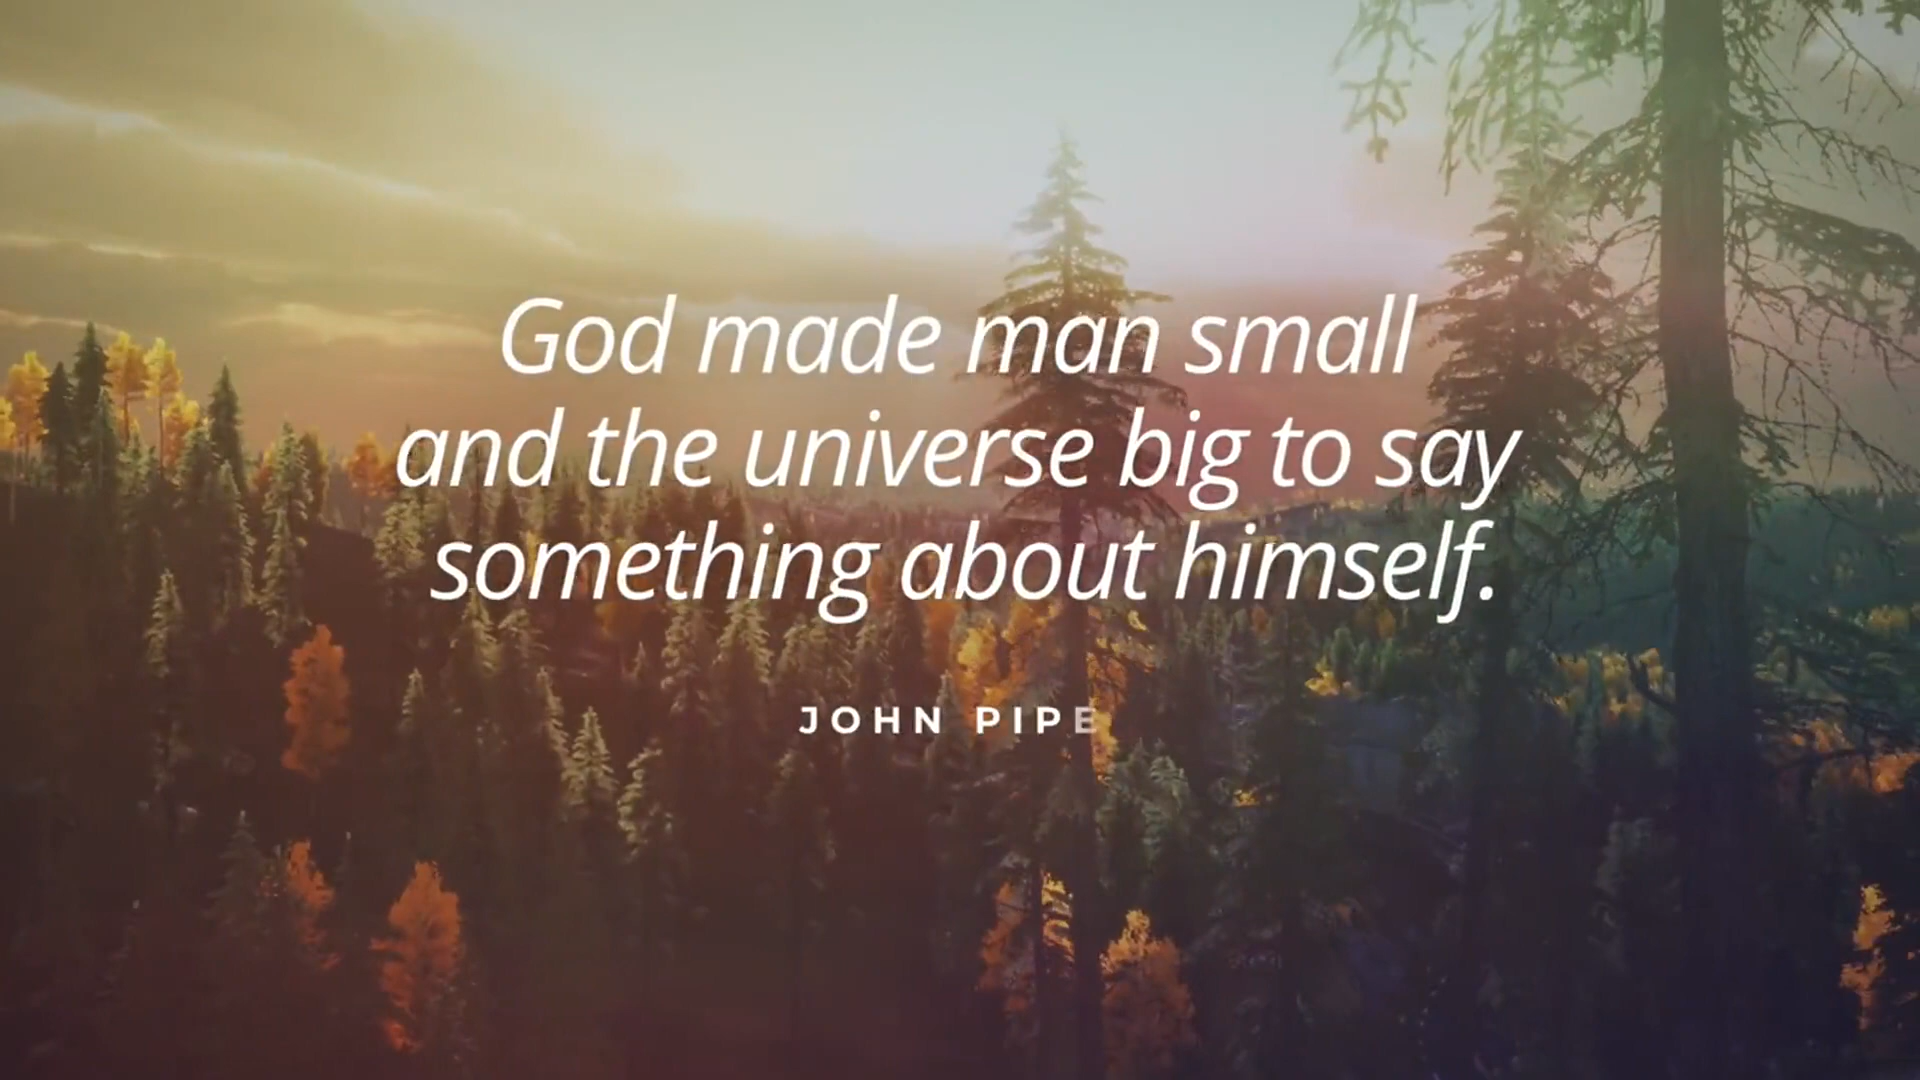 God made man small
and the universe big to say
something about himself.
JOHN PIPE